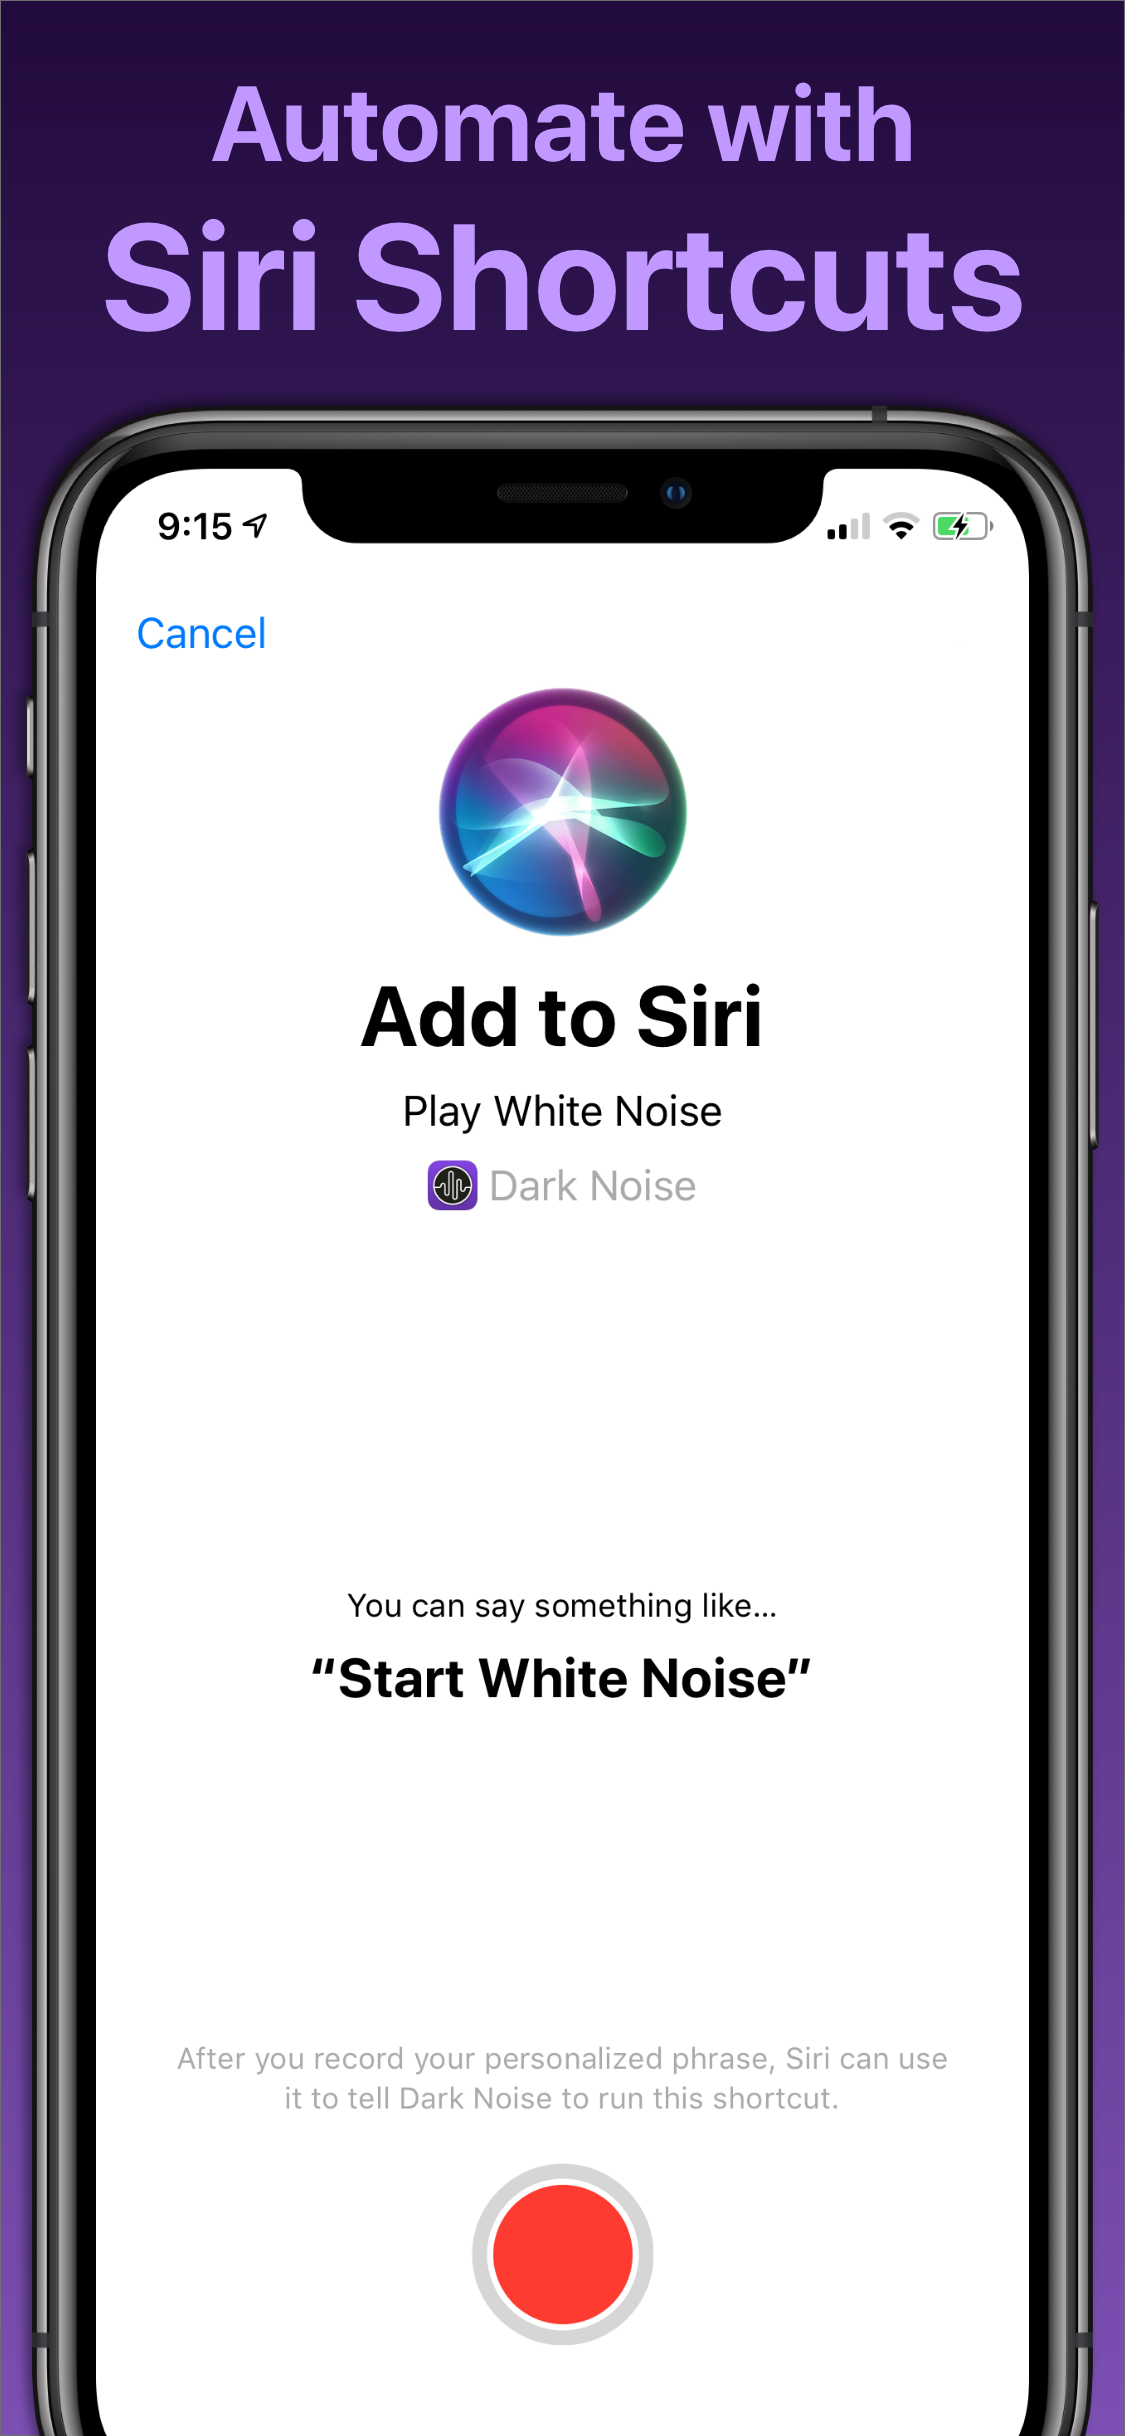 Automate with
Siri Shortcuts
9:15
Cancel
Add to Siri
Play White Noise
Dark Noise
You can say something like...
“Start White Noise”
After you record your personalized phrase, Siri can use
it to tell Dark Noise to run this shortcut.